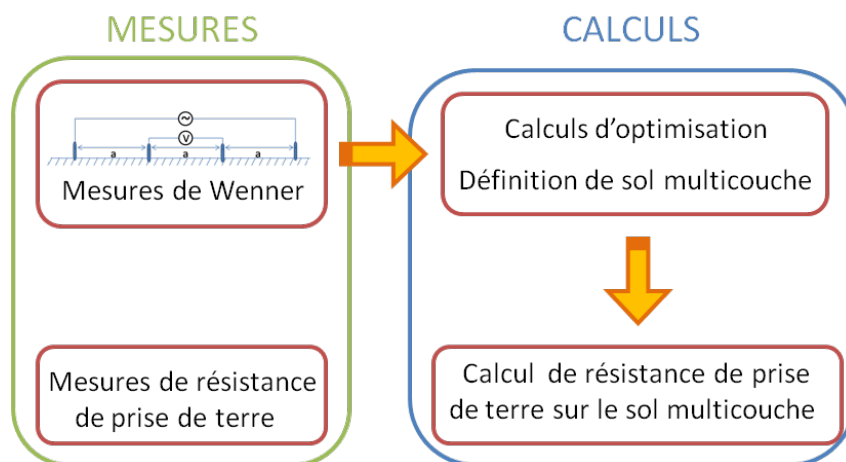 MESURES
CALCULS
~
V
a a a
Mesures de Wenner
Calculs d'optimisation
Définition de sol multicouche
Mesures de résistance
de prise de terre
Calcul de résistance de prise
de terre sur le sol multicouche